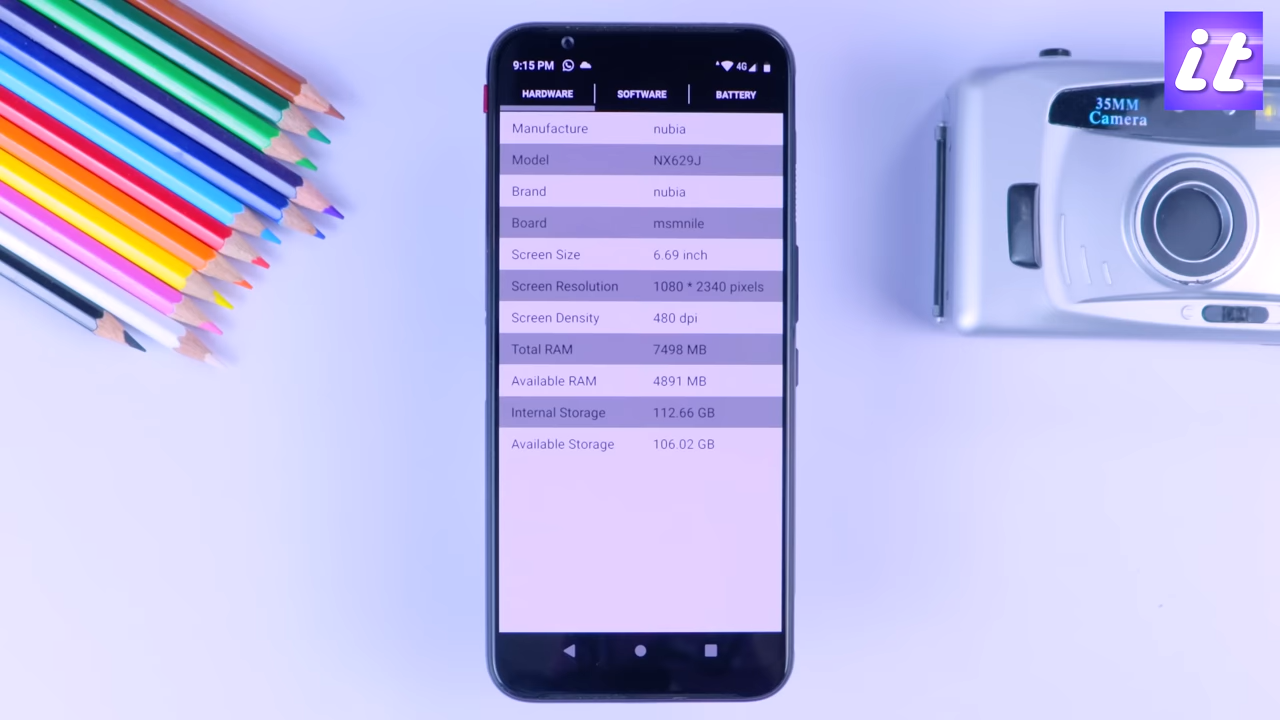 it
35MM
Camera
9:15 PM 4G
HARDWARE SOFTWARE BATTERY
Manufacture nubia
Model NX629J
Brand nubia
Board msmnile
Screen Size 6.69 inch
Screen Resolution 1080 * 2340 pixels
Screen Density 480 dpi
Total RAM 7498 MB
Available RAM 4891 MB
Internal Storage 112.66 GB
Available Storage 106.02 GB